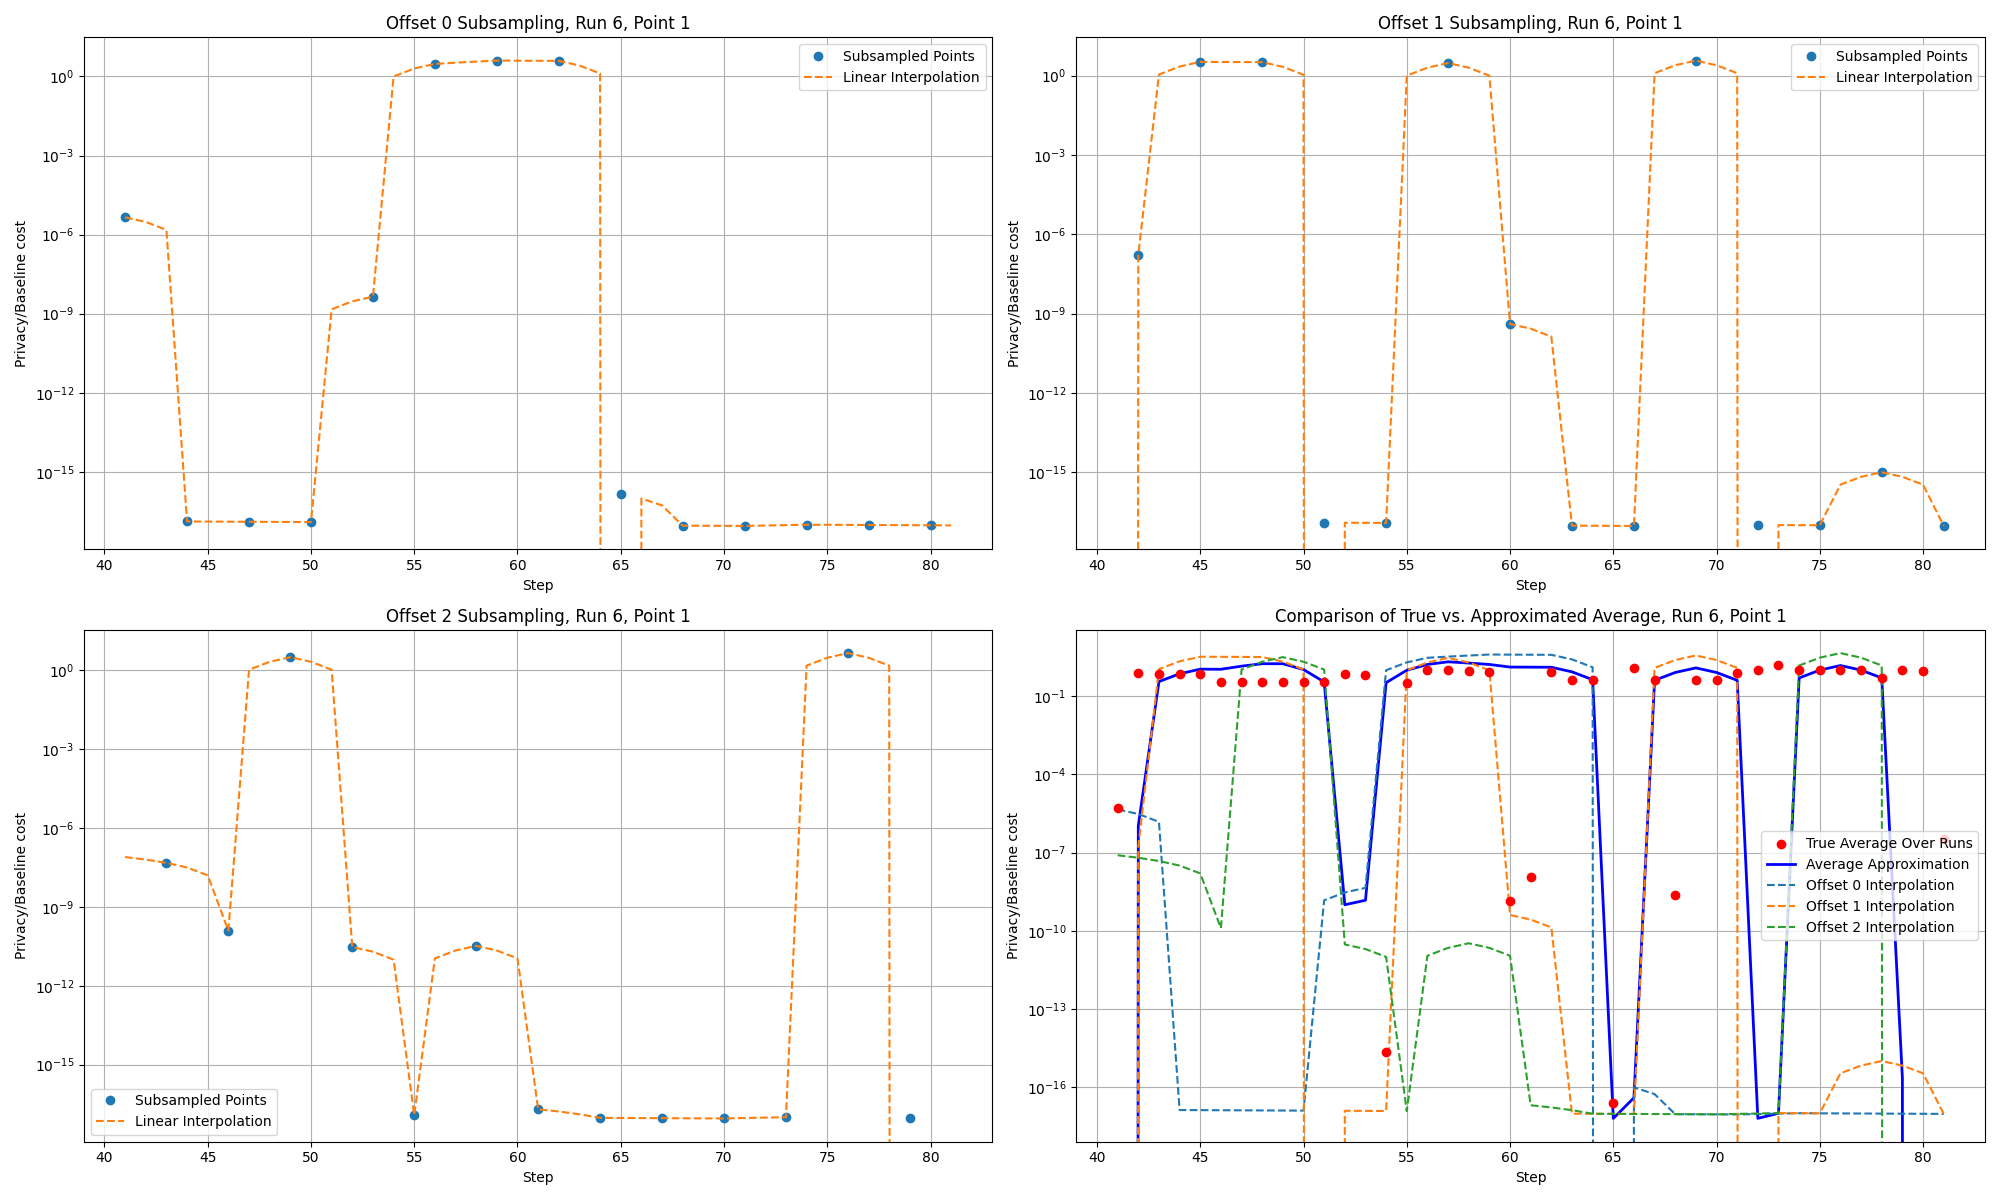 Offset 0 Subsampling, Run 6, Point 1
Privacy/Baseline cost
10^0
10^-3
10^-6
10^-9
10^-12
10^-15
Subsampled Points
Linear Interpolation
40 45 50 55 60 65 70 75 80
Step
Offset 1 Subsampling, Run 6, Point 1
Privacy/Baseline cost
10^0
10^-3
10^-6
10^-9
10^-12
10^-15
Subsampled Points
Linear Interpolation
40 45 50 55 60 65 70 75 80
Step
Offset 2 Subsampling, Run 6, Point 1
Privacy/Baseline cost
10^0
10^-3
10^-6
10^-9
10^-12
10^-15
Subsampled Points
Linear Interpolation
40 45 50 55 60 65 70 75 80
Step
Comparison of True vs. Approximated Average, Run 6, Point 1
Privacy/Baseline cost
10^-1
10^-4
10^-7
10^-10
10^-13
10^-16
True Average Over Runs
Average Approximation
Offset 0 Interpolation
Offset 1 Interpolation
Offset 2 Interpolation
40 45 50 55 60 65 70 75 80
Step